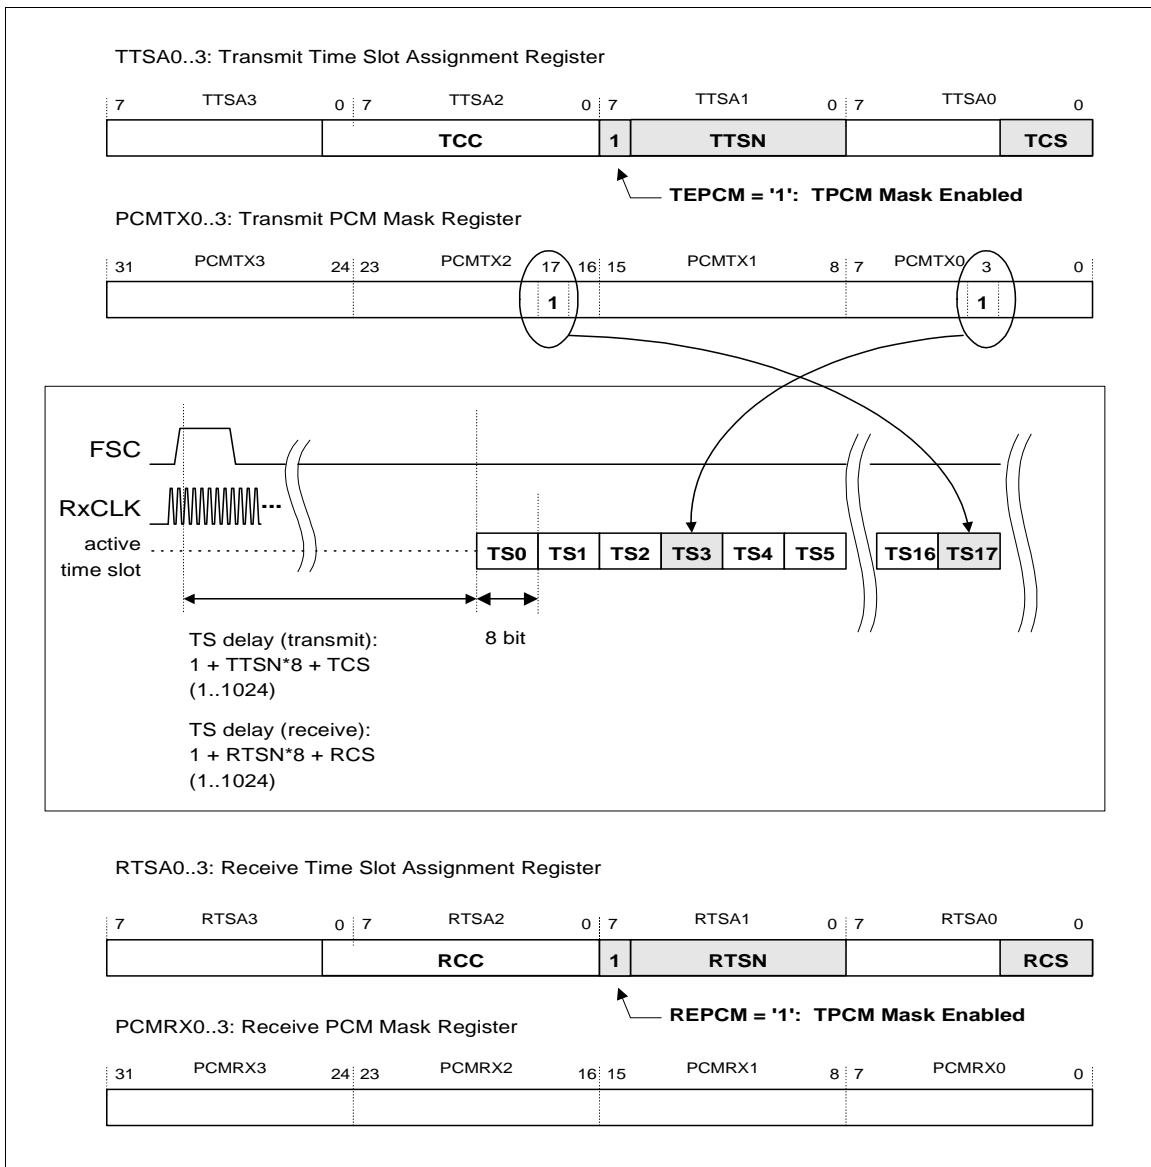 TTSA0..3: Transmit Time Slot Assignment Register
7 TTSA3 0 7 TTSA2 0 7 TTSA1 0 7 TTSA0 0
TCC 1 TTSN TCS
TEPCM = '1': TPCM Mask Enabled
PCMTX0..3: Transmit PCM Mask Register
31 PCMTX3 24 23 PCMTX2 17 16 15 PCMTX1 8 7 PCMTX0 3 0
1 1
FSC
RxCLK
active
time slot
TS0 TS1 TS2 TS3 TS4 TS5 TS16 TS17
8 bit
TS delay (transmit):
1 + TTSN*8 + TCS
(1..1024)
TS delay (receive):
1 + RTSN*8 + RCS
(1..1024)
RTSA0..3: Receive Time Slot Assignment Register
7 RTSA3 0 7 RTSA2 0 7 RTSA1 0 7 RTSA0 0
RCC 1 RTSN RCS
REPCM = '1': TPCM Mask Enabled
PCMRX0..3: Receive PCM Mask Register
31 PCMRX3 24 23 PCMRX2 16 15 PCMRX1 8 7 PCMRX0 0